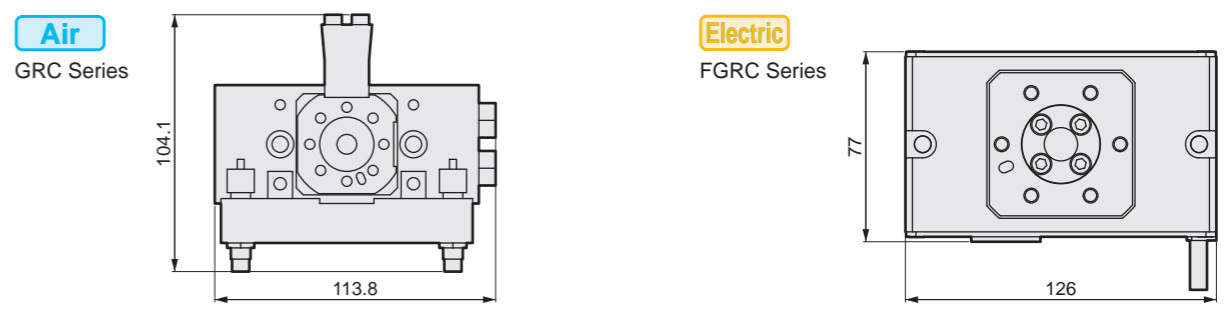 Air
GRC Series
104.1
113.8
Electric
FGRC Series
77
126